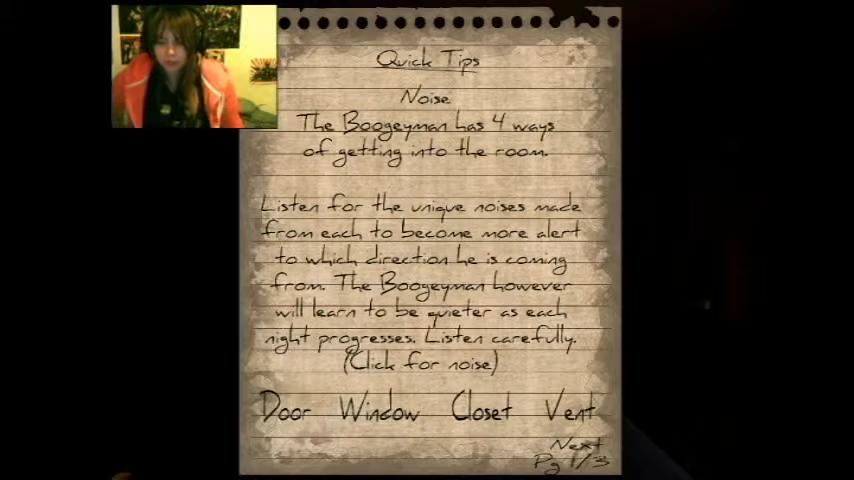 Quick Tips
Noise
The Boogeyman has 4 ways
of getting into the room.
Listen for the unique noises made
from each to become more alert
to which direction he is coming
from. The Boogeyman however
will learn to be quieter as each
night progresses. Listen carefully.
(Click for noise)
Door Window Closet Vent
Next
Pg 1/3